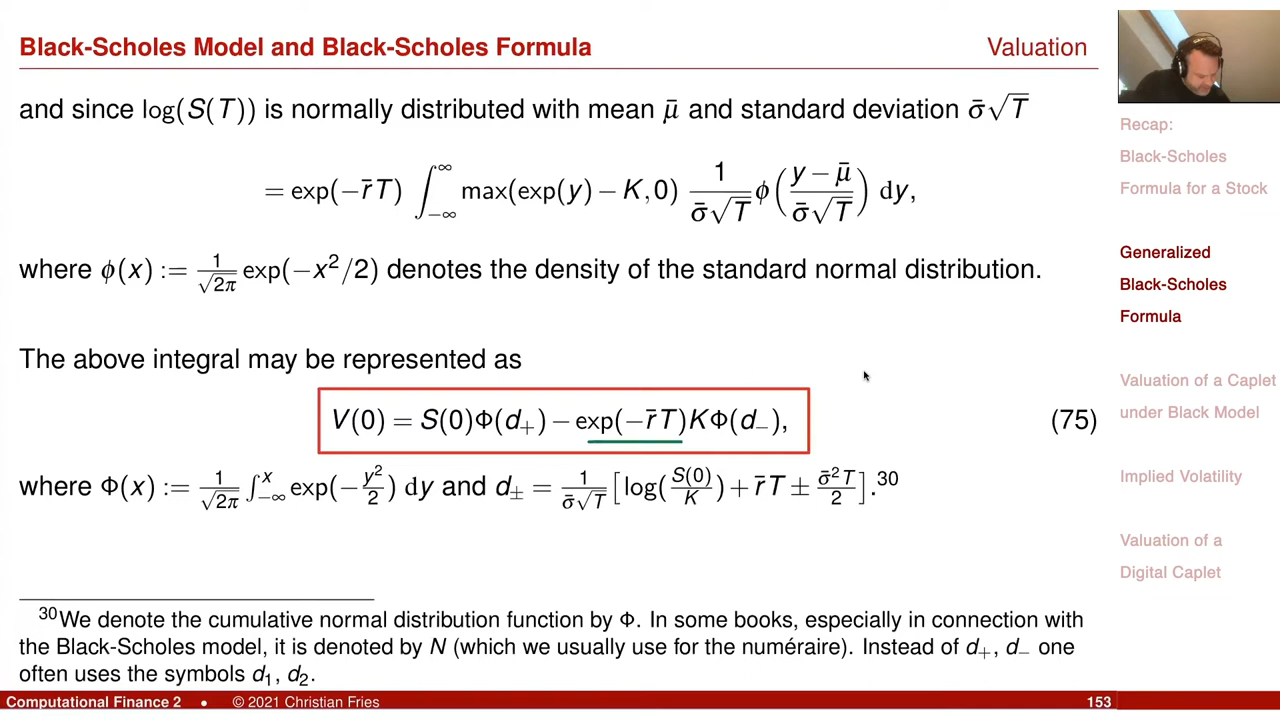 Black-Scholes Model and Black-Scholes Formula Valuation
and since log(S(T)) is normally distributed with mean μ̄ and standard deviation σ̄√T
= exp(−r̄T) ∫_{−∞}^{∞} max(exp(y) − K, 0) 1/(σ̄√T) ϕ((y − μ̄)/(σ̄√T)) dy,
where ϕ(x) := 1/√(2π) exp(−x²/2) denotes the density of the standard normal distribution.
The above integral may be represented as
V(0) = S(0)Φ(d₊) − exp(−r̄T)KΦ(d₋), (75)
where Φ(x) := 1/√(2π) ∫_{−∞}^{x} exp(−y²/2) dy and d± = 1/(σ̄√T) [log(S(0)/K) + r̄T ± σ̄²T/2].³⁰
³⁰We denote the cumulative normal distribution function by Φ. In some books, especially in connection with
the Black-Scholes model, it is denoted by N (which we usually use for the numéraire). Instead of d₊, d₋ one
often uses the symbols d₁, d₂.
Computational Finance 2 • © 2021 Christian Fries 153
Recap:
Black-Scholes
Formula for a Stock
Generalized
Black-Scholes
Formula
Valuation of a Caplet
under Black Model
Implied Volatility
Valuation of a
Digital Caplet